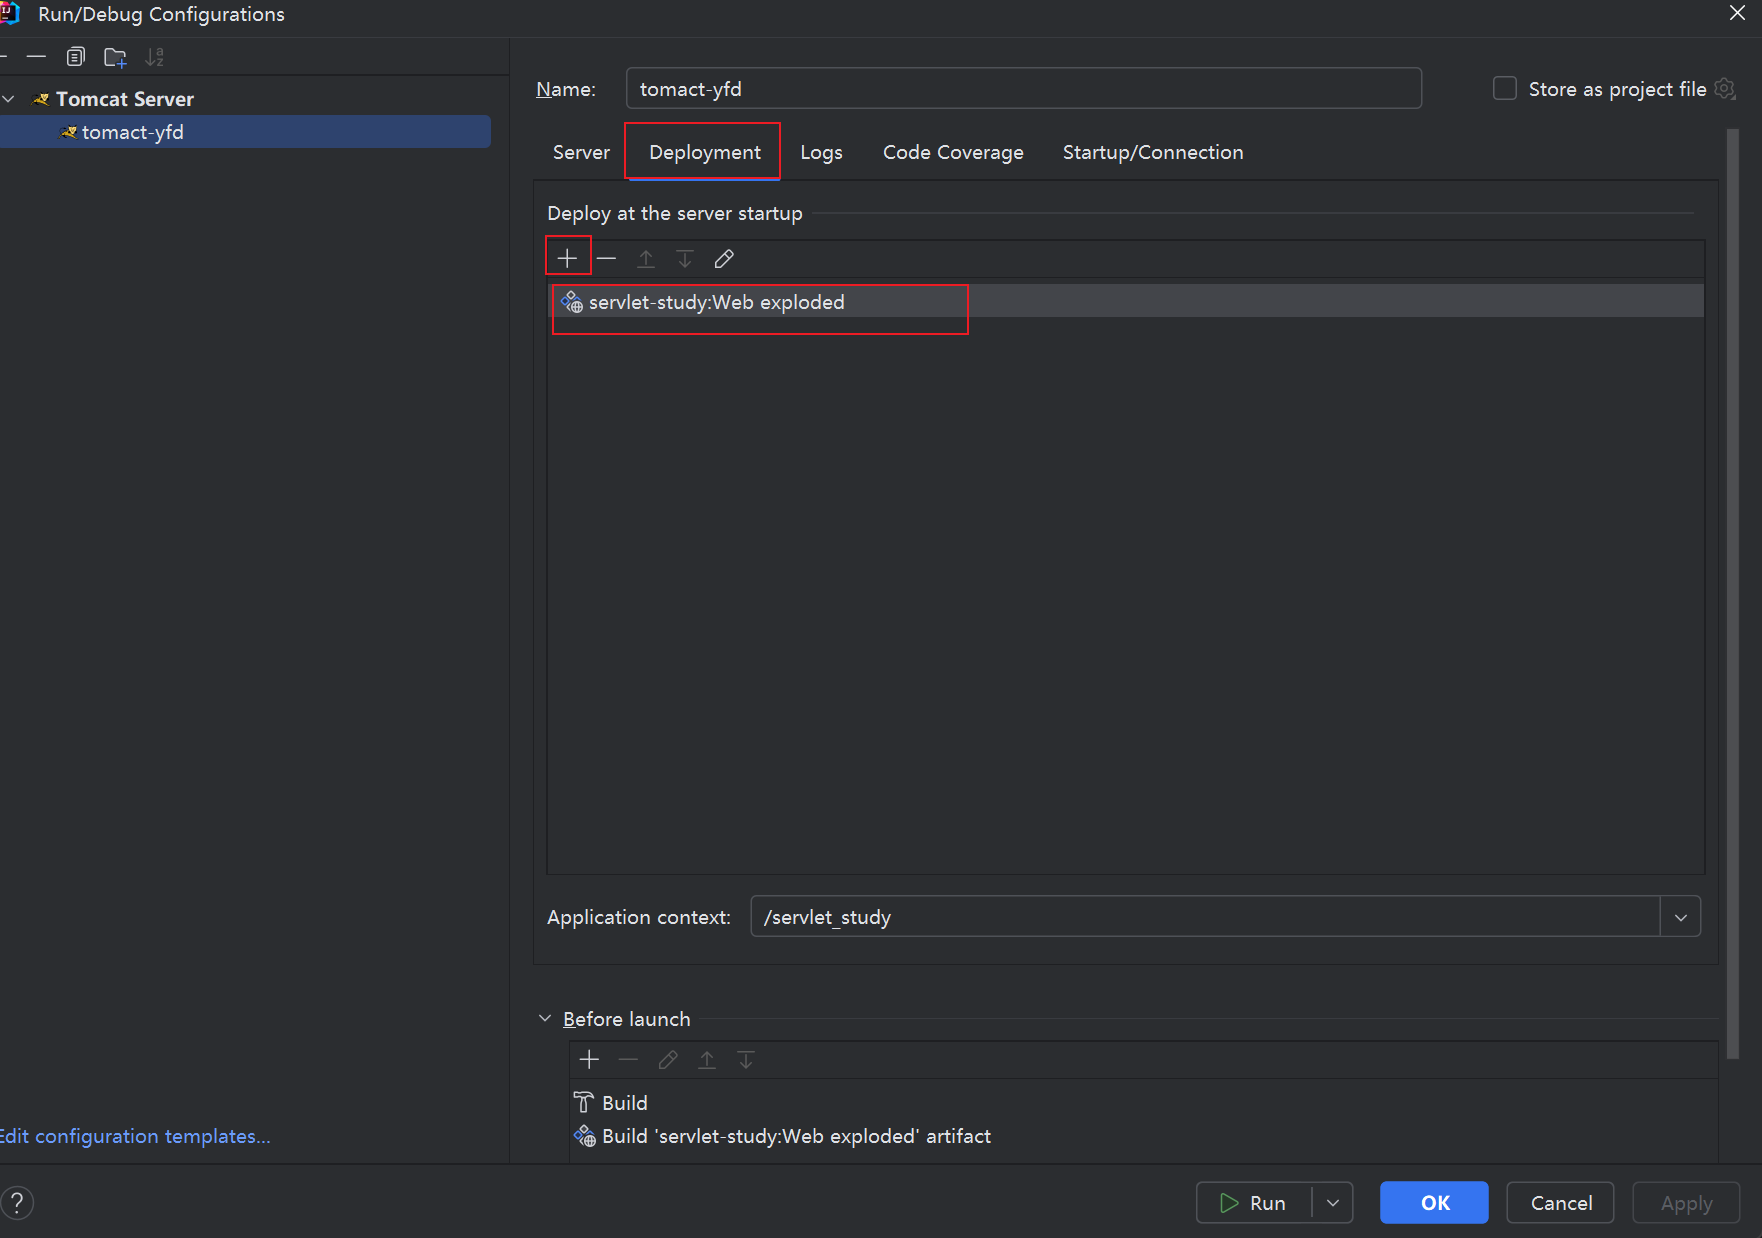 Run/Debug Configurations
Tomcat Server
tomact-yfd
Edit configuration templates...
Name:
tomact-yfd
Store as project file
Server
Deployment
Logs
Code Coverage
Startup/Connection
Deploy at the server startup
servlet-study:Web exploded
Application context:
/servlet_study
Before launch
Build
Build 'servlet-study:Web exploded' artifact
?
Run
OK
Cancel
Apply